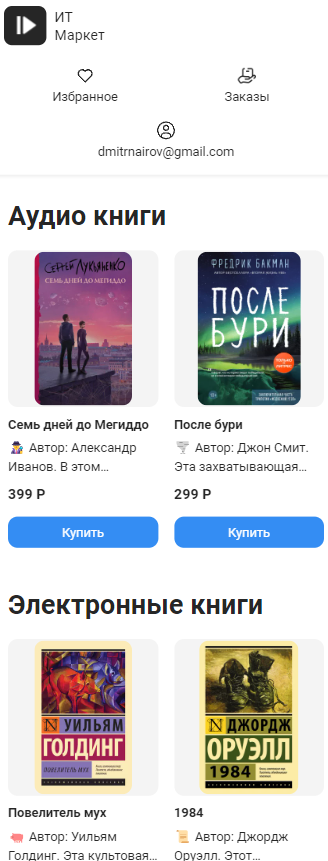 ИТ
Маркет
Избранное
Заказы
dmitrnairov@gmail.com
Аудио книги
СЕРГЕЙ ЛУКЬЯНЕНКО
СЕМЬ ДНЕЙ ДО МЕГИДДО
ФРЕДРИК БАКМАН
ПОСЛЕ
БУРИ
Семь дней до Мегиддо
Автор: Александр
Иванов. В этом…
399 Р
Купить
После бури
Автор: Джон Смит.
Эта захватывающая…
299 Р
Купить
Электронные книги
УИЛЬЯМ
ГОЛДИНГ
ПОВЕЛИТЕЛЬ МУХ
ДЖОРДЖ
ОРУЭЛЛ
1984
Повелитель мух
Автор: Уильям
Голдинг. Эта культовая…
1984
Автор: Джордж
Оруэлл. Этот…